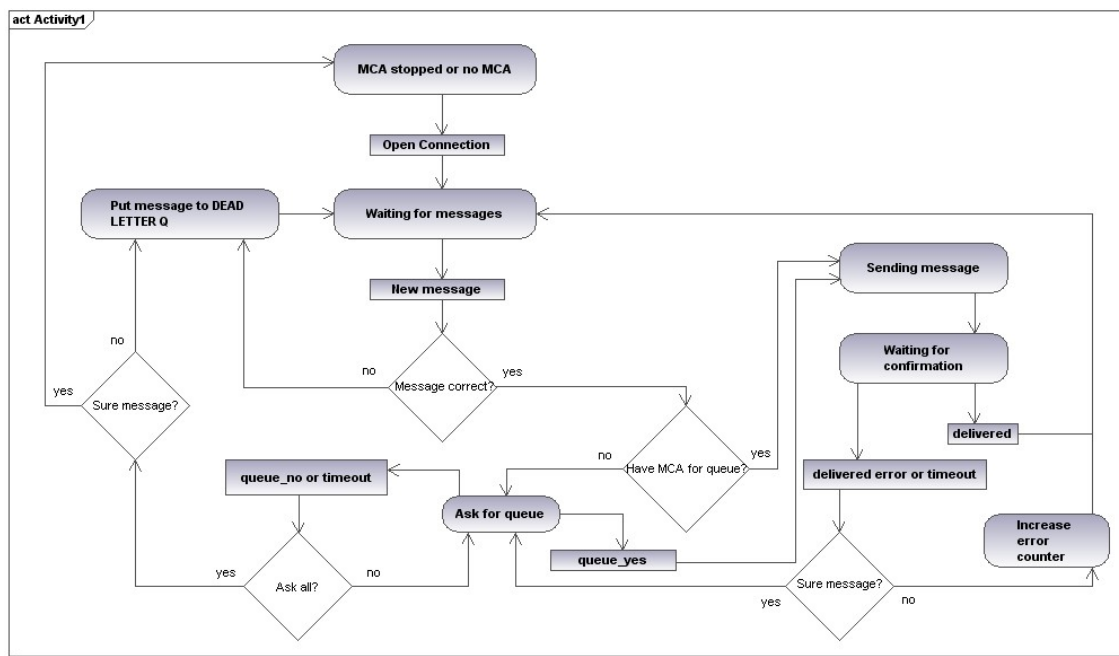 act Activity1
MCA stopped or no MCA
Open Connection
Put message to DEAD
LETTER Q
Waiting for messages
Sending message
New message
Waiting for
confirmation
no
no
Message correct?
yes
yes
Sure message?
delivered
no
Have MCA for queue?
yes
queue_no or timeout
delivered error or timeout
Ask for queue
Increase
error
counter
queue_yes
yes
Ask all?
no
yes
Sure message?
no